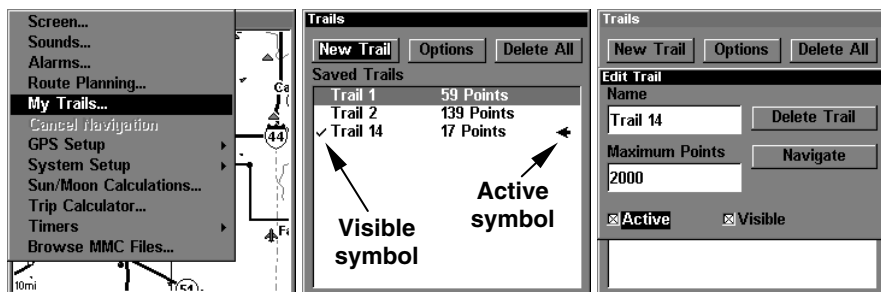 Screen...
Sounds...
Alarms...
Route Planning...
My Trails...
Cancel Navigation
GPS Setup
System Setup
Sun/Moon Calculations...
Trip Calculator...
Timers
Browse MMC Files...
Ca
44
Fa
10mi
51
Trails
New Trail Options Delete All
Saved Trails
Trail 1 59 Points
Trail 2 139 Points
Trail 14 17 Points
Visible symbol
Active symbol
Trails
New Trail Options Delete All
Edit Trail
Name
Trail 14 Delete Trail
Maximum Points Navigate
2000
Active Visible